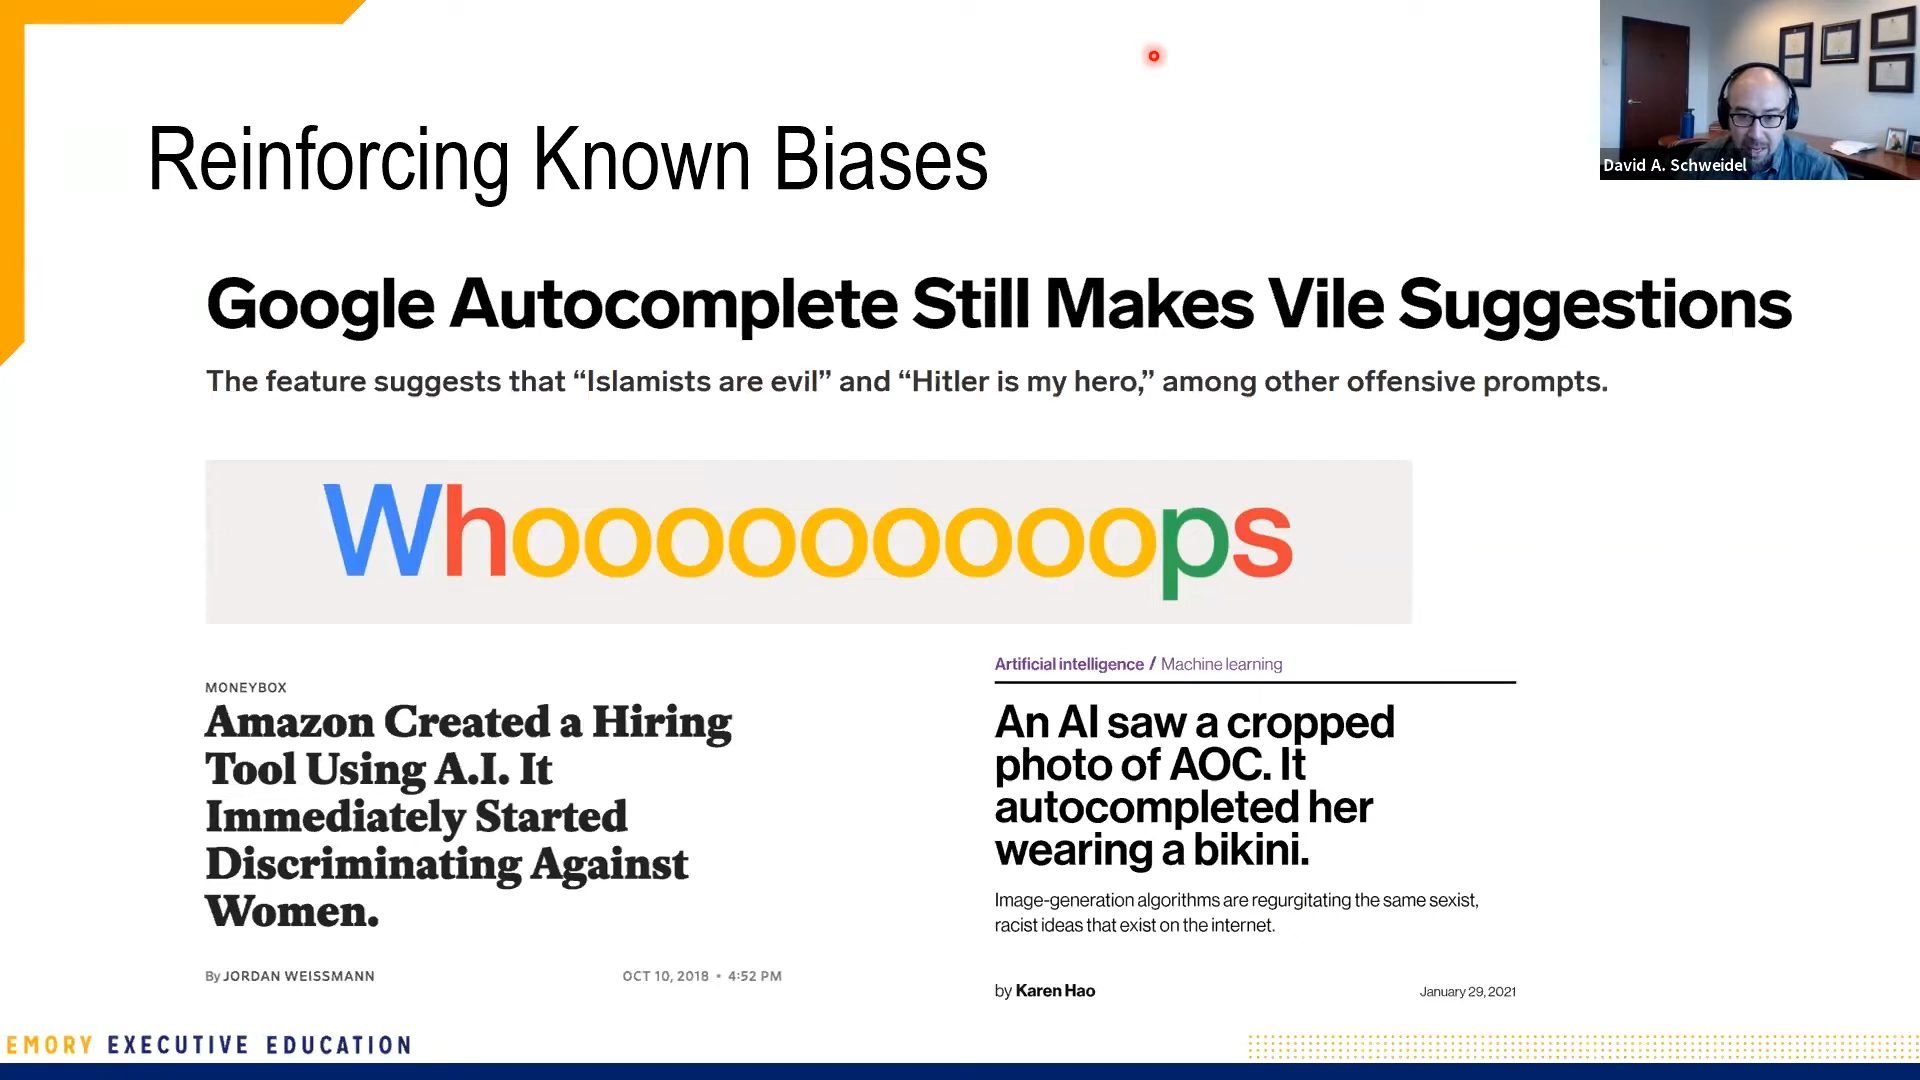 David A. Schweidel
Reinforcing Known Biases
Google Autocomplete Still Makes Vile Suggestions
The feature suggests that “Islamists are evil” and “Hitler is my hero,” among other offensive prompts.
Whooooooooops
MONEYBOX
Amazon Created a Hiring
Tool Using A.I. It
Immediately Started
Discriminating Against
Women.
By JORDAN WEISSMANN
OCT 10, 2018 • 4:52 PM
Artificial intelligence / Machine learning
An AI saw a cropped
photo of AOC. It
autocompleted her
wearing a bikini.
Image-generation algorithms are regurgitating the same sexist,
racist ideas that exist on the internet.
by Karen Hao
January 29, 2021
EMORY EXECUTIVE EDUCATION